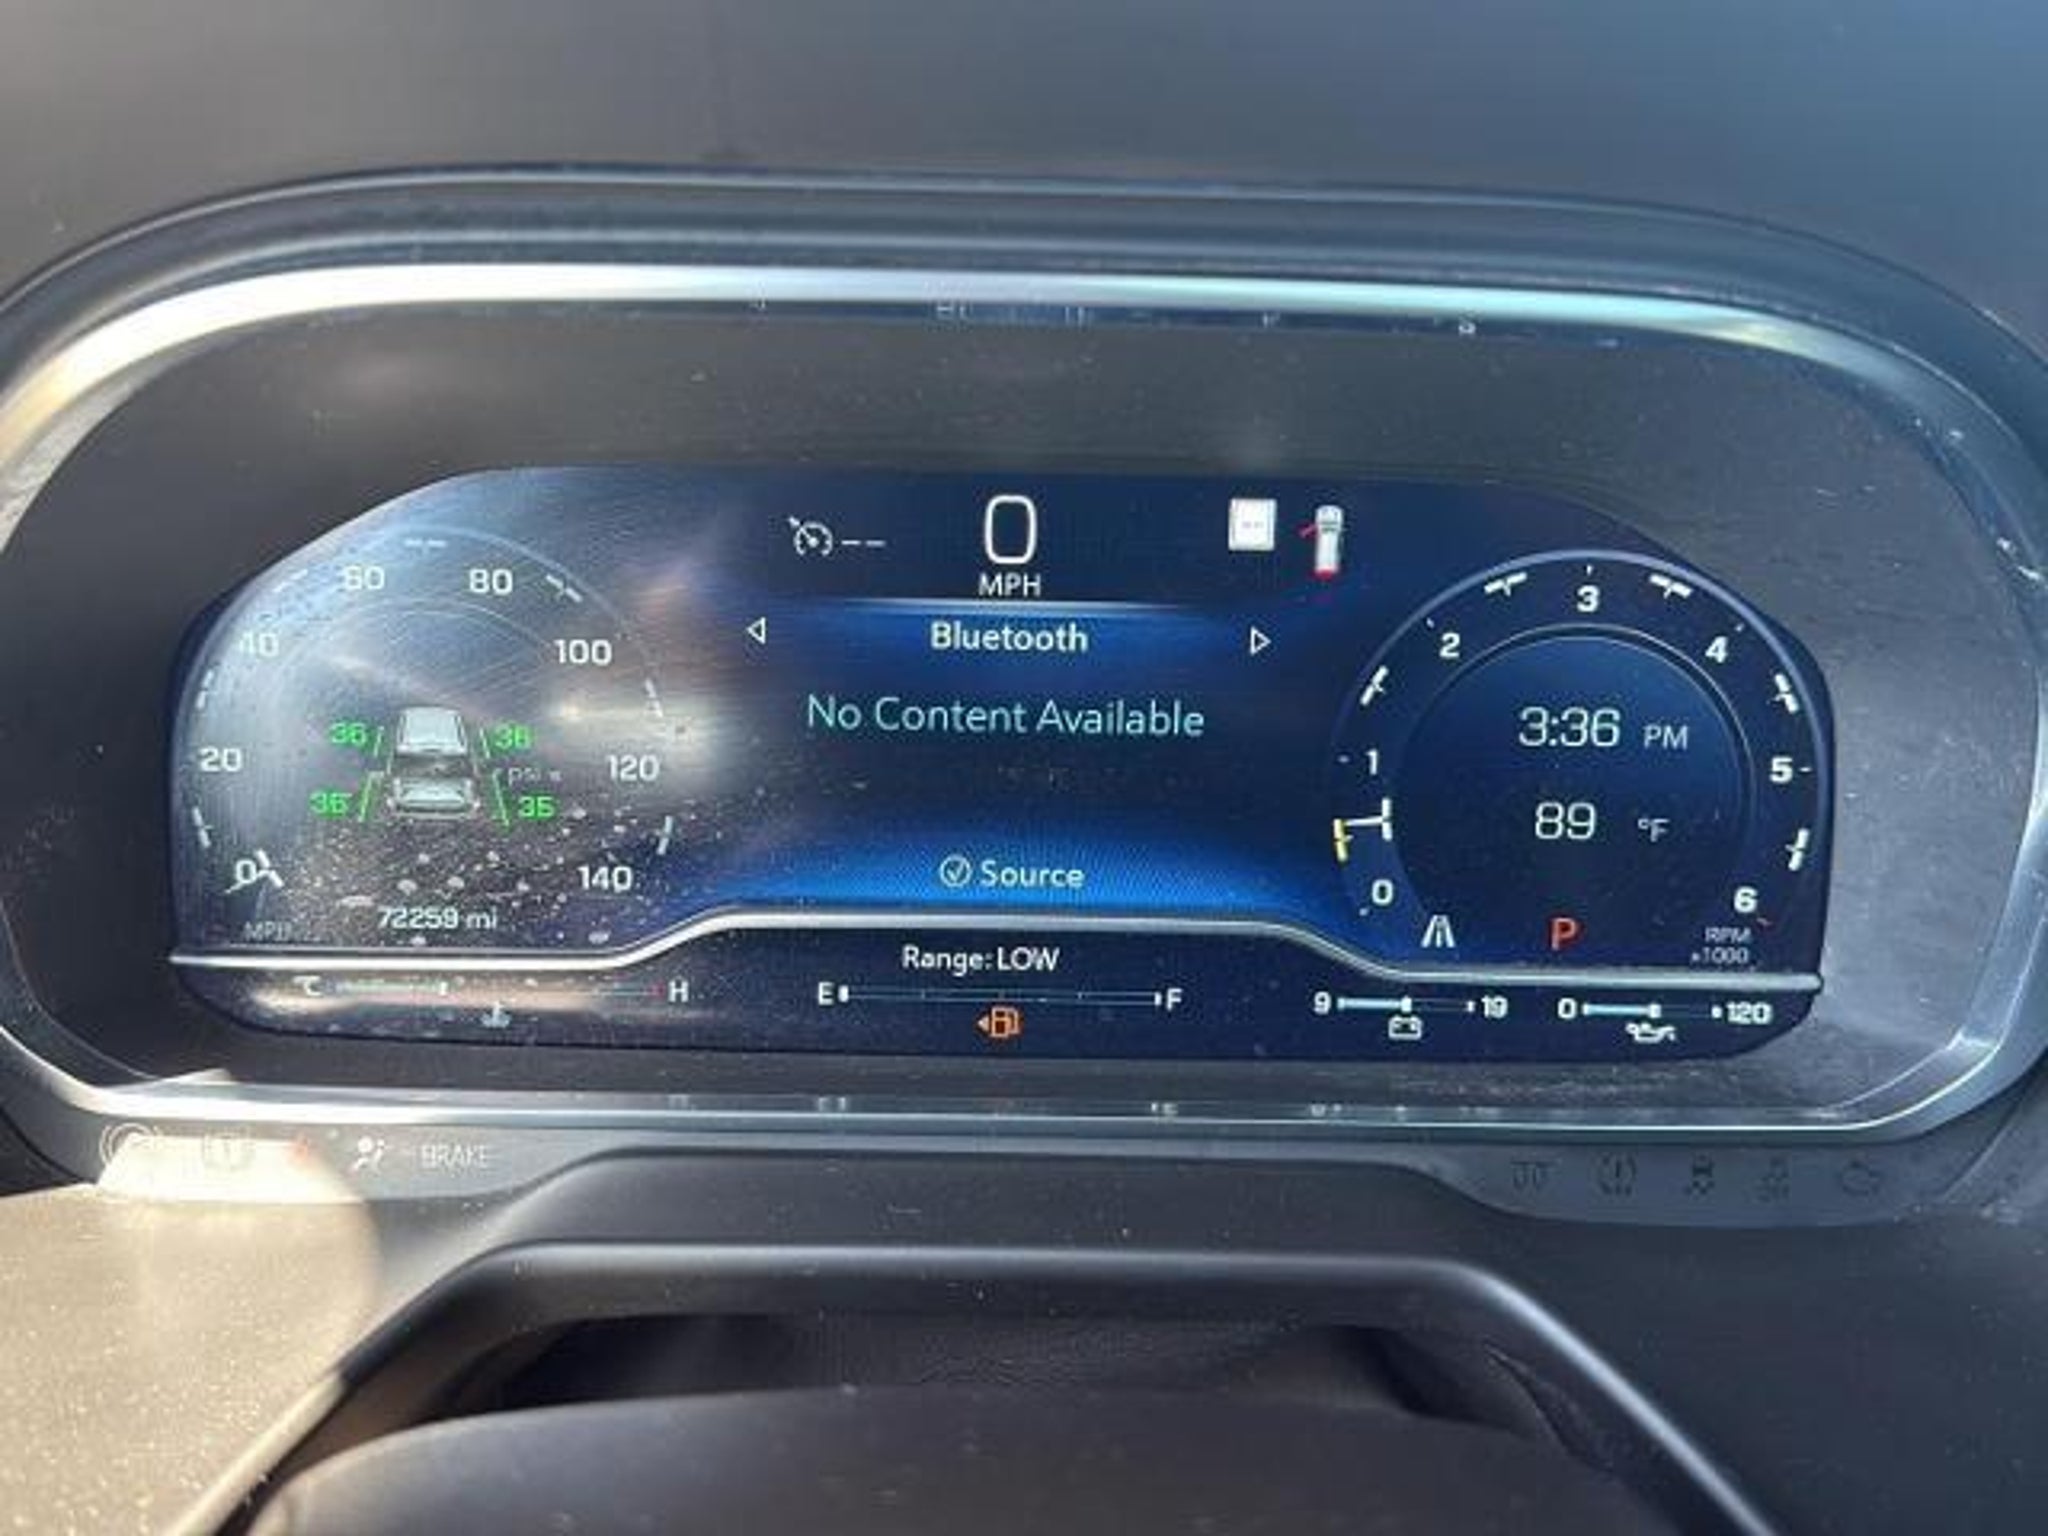 0
MPH
Bluetooth
No Content Available
Source
60
80
40
100
20
120
0
140
36
36
psi
36
35
72259 mi
MPH
3
2
4
1
5
0
6
3:36 PM
89 °F
P
RPM
x1000
Range: LOW
C
H
E
F
9
19
0
120
BRAKE